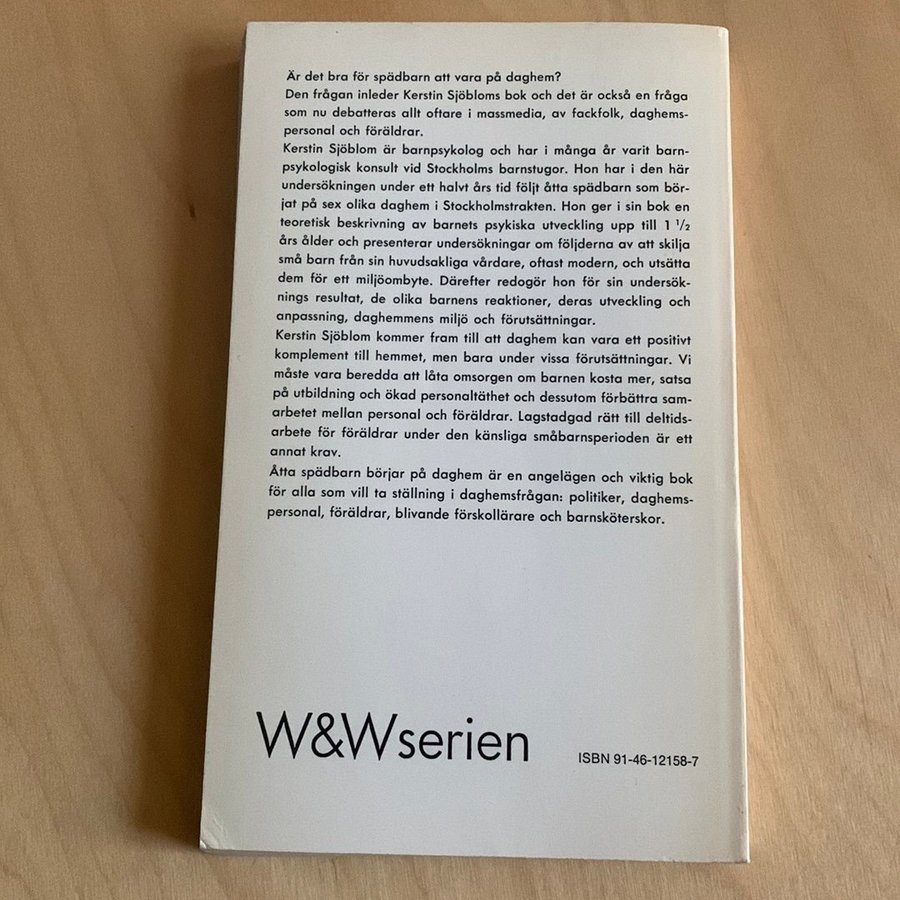 Är det bra för spädbarn att vara på daghem?
Den frågan inleder Kerstin Sjöbloms bok och det är också en fråga
som nu debatteras allt oftare i massmedia, av fackfolk, daghems-
personal och föräldrar.
Kerstin Sjöblom är barnpsykolog och har i många år varit barn-
psykologisk konsult vid Stockholms barnstugor. Hon har i den här
undersökningen under ett halvt års tid följt åtta spädbarn som bör-
jat på sex olika daghem i Stockholmstrakten. Hon ger i sin bok en
teoretisk beskrivning av barnets psykiska utveckling upp till 1 1/2
års ålder och presenterar undersökningar om följderna av att skilja
små barn från sin huvudsakliga vårdare, oftast modern, och utsätta
dem för ett miljöombyte. Därefter redogör hon för sin undersök-
nings resultat, de olika barnens reaktioner, deras utveckling och
anpassning, daghemmens miljö och förutsättningar.
Kerstin Sjöblom kommer fram till att daghem kan vara ett positivt
komplement till hemmet, men bara under vissa förutsättningar. Vi
måste vara beredda att låta omsorgen om barnen kosta mer, satsa
på utbildning och ökad personaltäthet och dessutom förbättra sam-
arbetet mellan personal och föräldrar. Lagstadgad rätt till deltids-
arbete för föräldrar under den känsliga småbarnsperioden är ett
annat krav.
Åtta spädbarn börjar på daghem är en angelägen och viktig bok
för alla som vill ta ställning i daghemsfrågan: politiker, daghems-
personal, föräldrar, blivande förskollärare och barnsköterskor.
W&Wserien
ISBN 91-46-12158-7